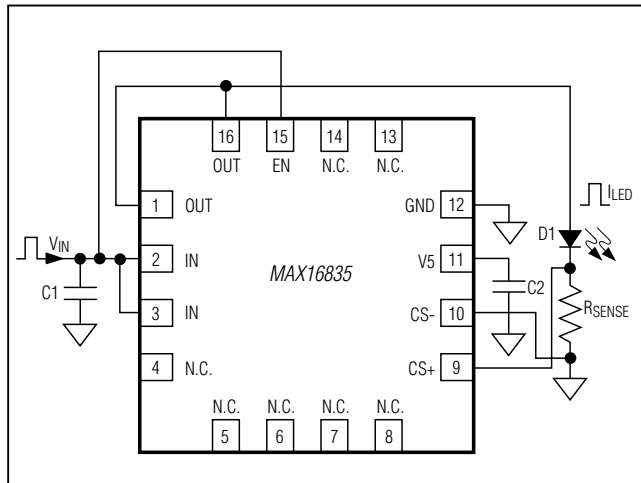 16 15 14 13
OUT EN N.C. N.C.
1 OUT
GND 12
ILED
VIN
2 IN
D1
MAX16835
V5 11
C1
C2
RSENSE
3 IN
CS- 10
4 N.C.
CS+ 9
N.C. N.C. N.C. N.C.
5 6 7 8